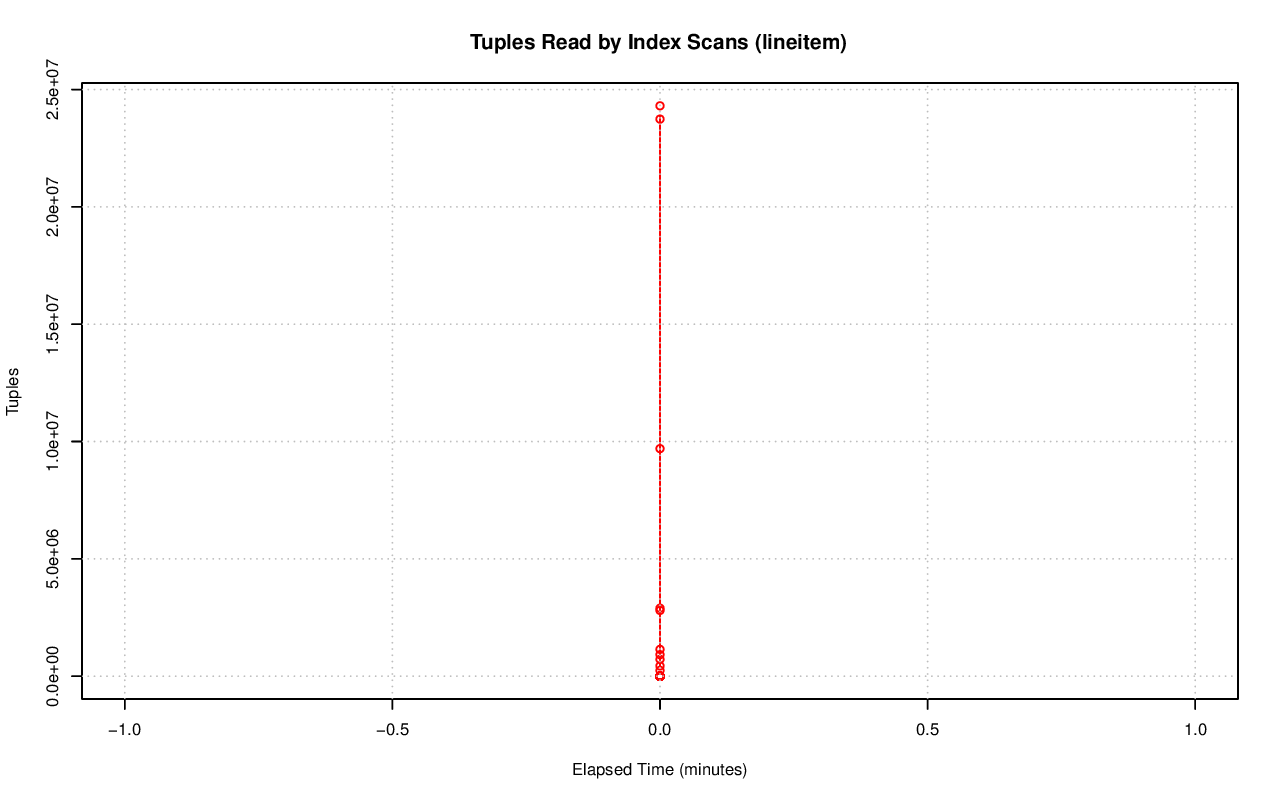 Tuples Read by Index Scans (lineitem)
2.5e+07
2.0e+07
1.5e+07
1.0e+07
5.0e+06
0.0e+00
Tuples
−1.0 −0.5 0.0 0.5 1.0
Elapsed Time (minutes)